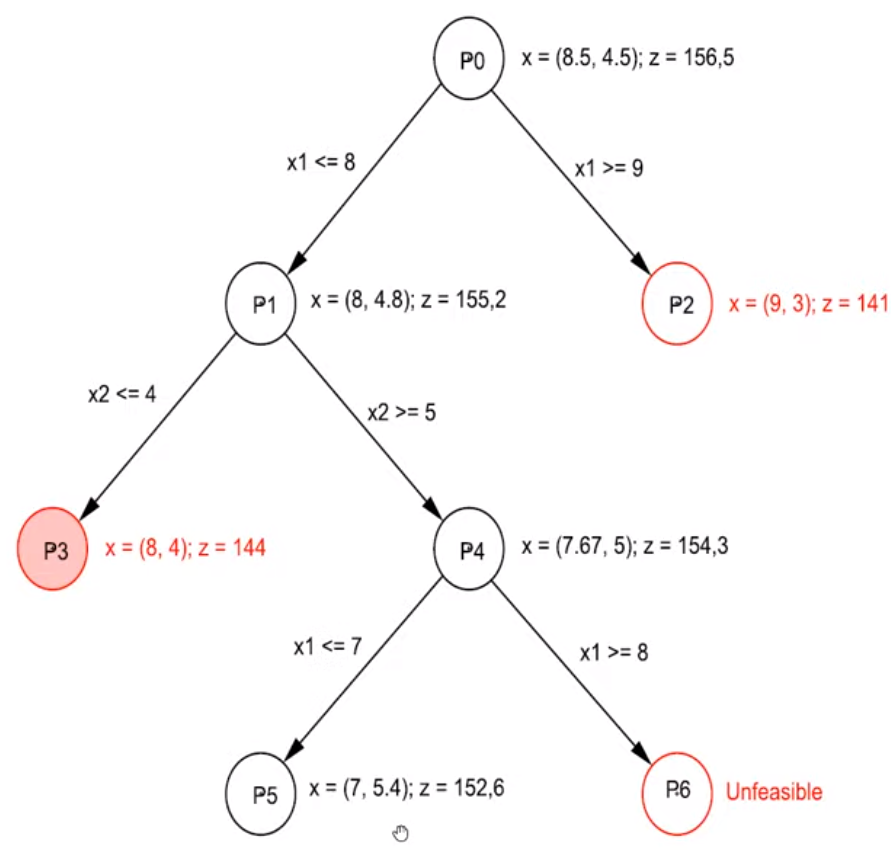 P0 x = (8.5, 4.5); z = 156,5
x1 <= 8
x1 >= 9
P1 x = (8, 4.8); z = 155,2
P2 x = (9, 3); z = 141
x2 <= 4
x2 >= 5
P3 x = (8, 4); z = 144
P4 x = (7.67, 5); z = 154,3
x1 <= 7
x1 >= 8
P5 x = (7, 5.4); z = 152,6
P6 Unfeasible